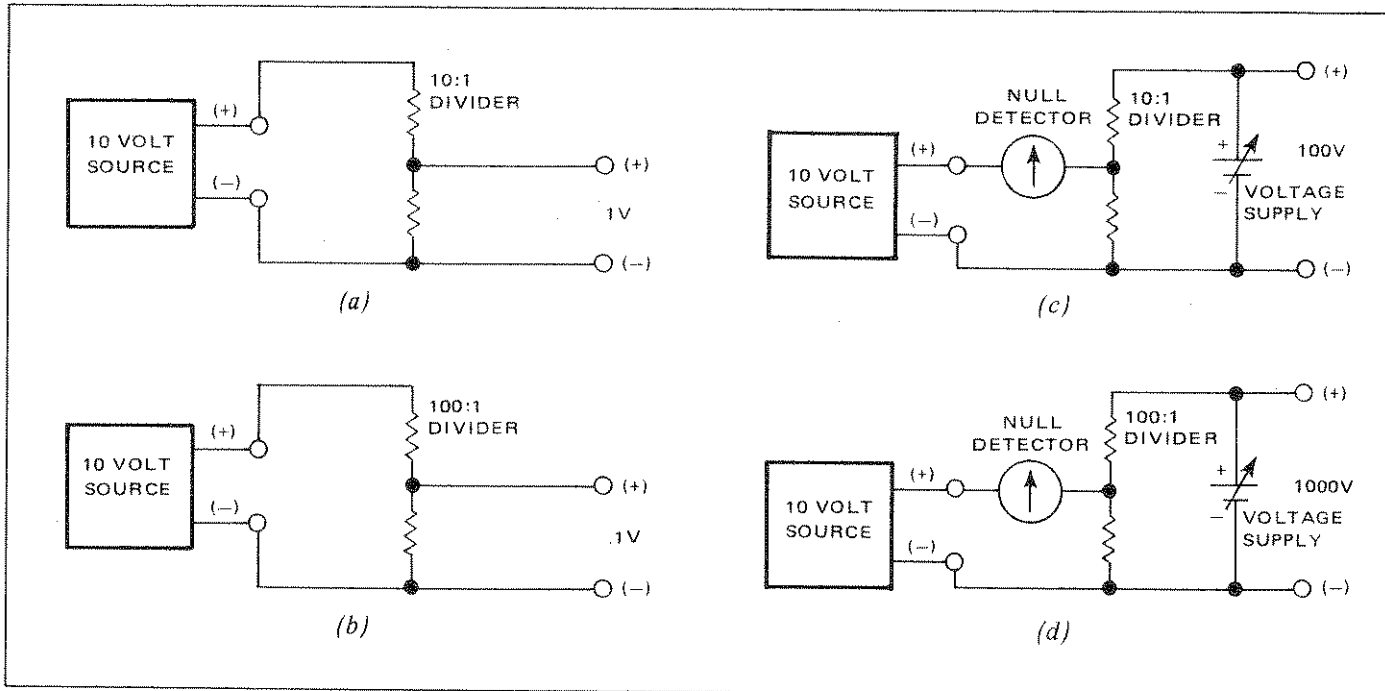 10:1
DIVIDER
(+)
10 VOLT
SOURCE
(+)
1V
(—)
(—)
(a)
100:1
DIVIDER
(+)
10 VOLT
SOURCE
(+)
.1V
(—)
(—)
(b)
(+)
NULL
DETECTOR
10:1
DIVIDER
+
100V
(+)
10 VOLT
SOURCE
—
VOLTAGE
SUPPLY
(—)
(—)
(c)
(+)
NULL
DETECTOR
100:1
DIVIDER
+
1000V
(+)
10 VOLT
SOURCE
—
VOLTAGE
SUPPLY
(—)
(—)
(d)